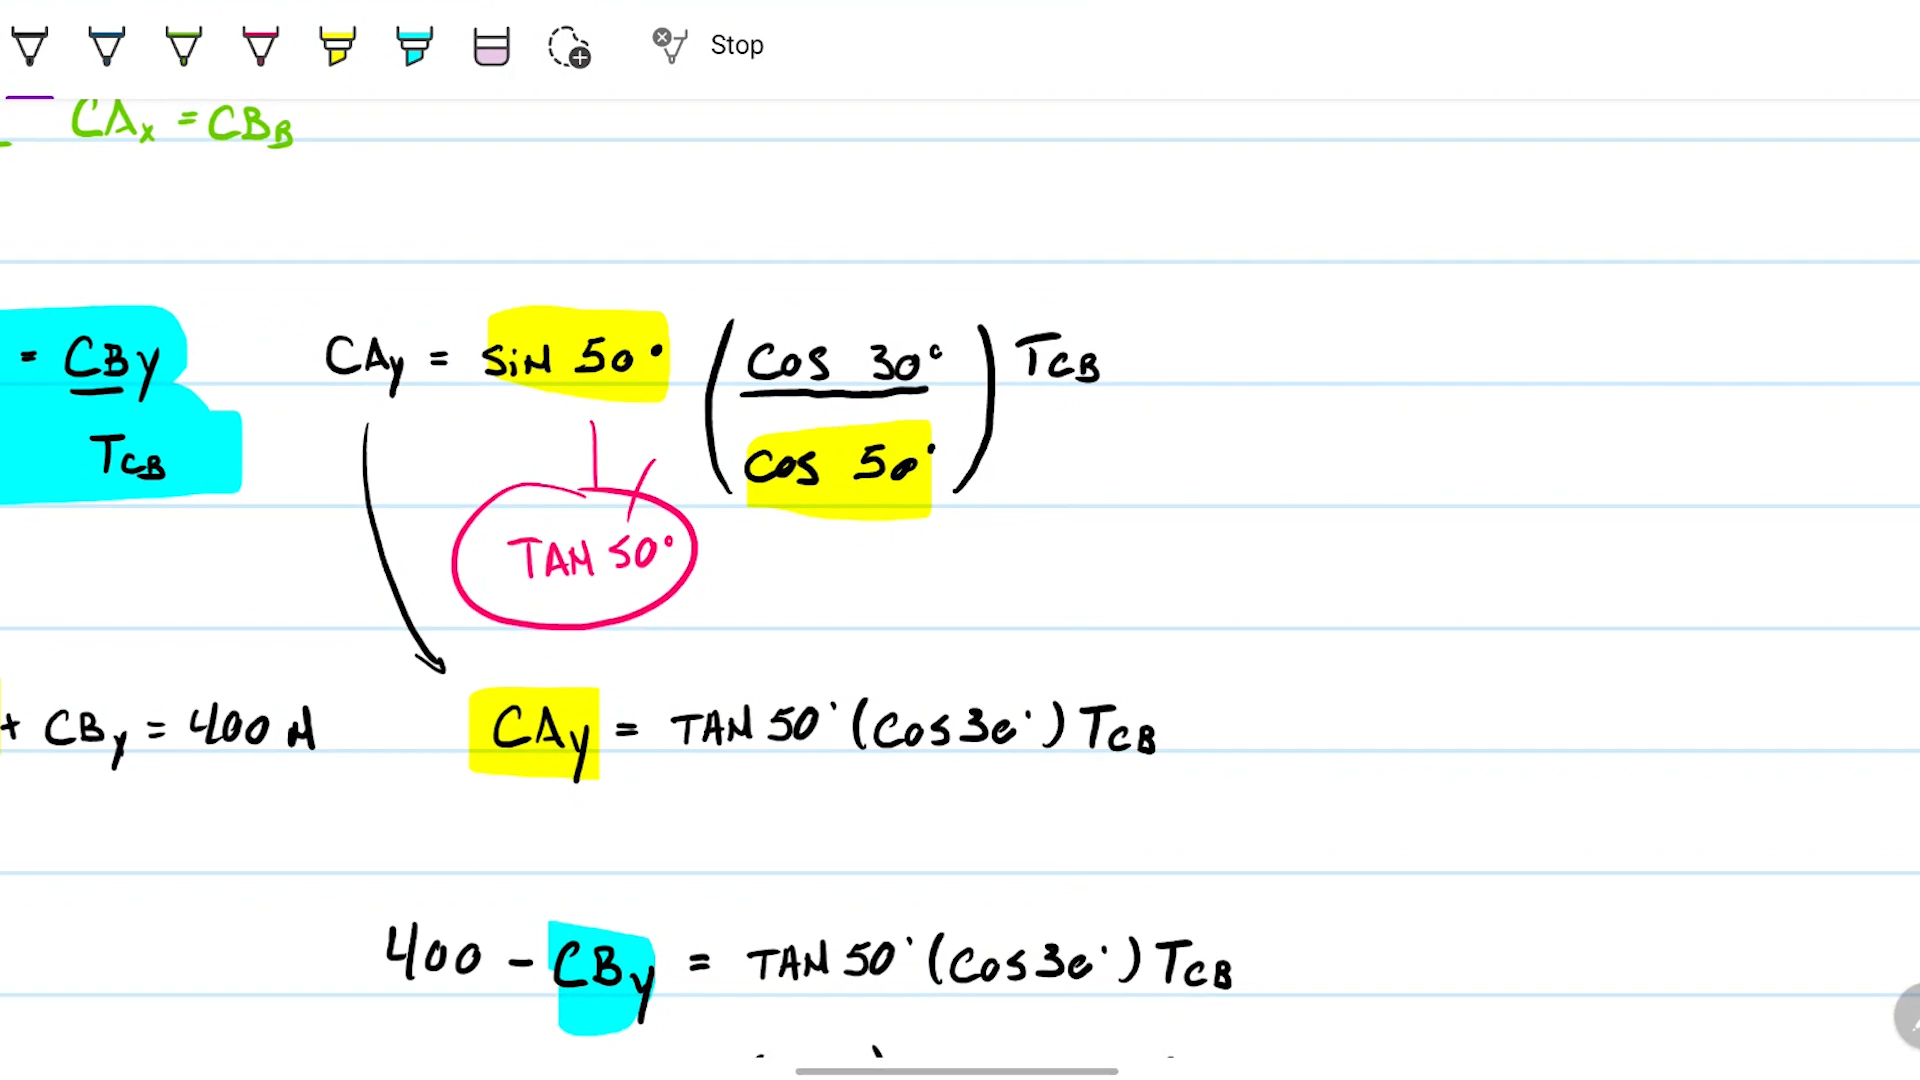 Stop
CAx = CBB
= CBy / TCB
CAy = SIN 50° (COS 30° / COS 50°) TCB
TAN 50°
+ CBy = 400 N
CAy = TAN 50° (COS 30°) TCB
400 - CBy = TAN 50° (COS 30°) TCB